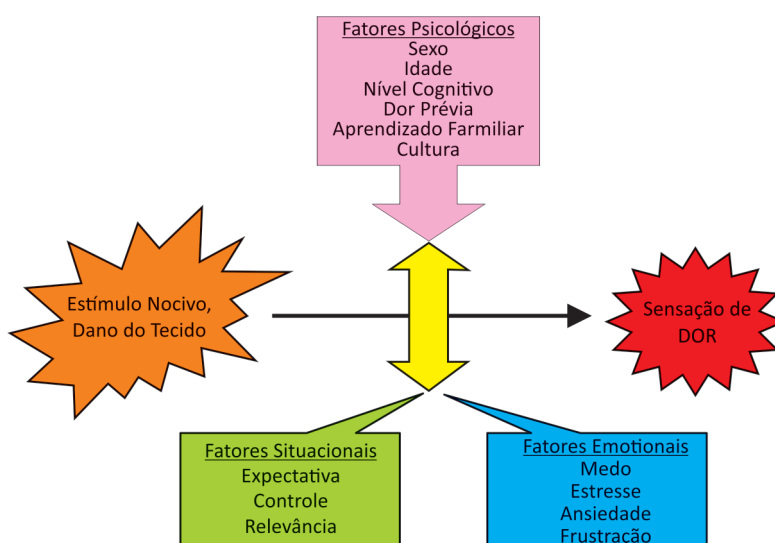 Fatores Psicológicos
Sexo
Idade
Nível Cognitivo
Dor Prévia
Aprendizado Farmiliar
Cultura
Estímulo Nocivo,
Dano do Tecido
Sensação de
DOR
Fatores Situacionais
Expectativa
Controle
Relevância
Fatores Emotionais
Medo
Estresse
Ansiedade
Frustração